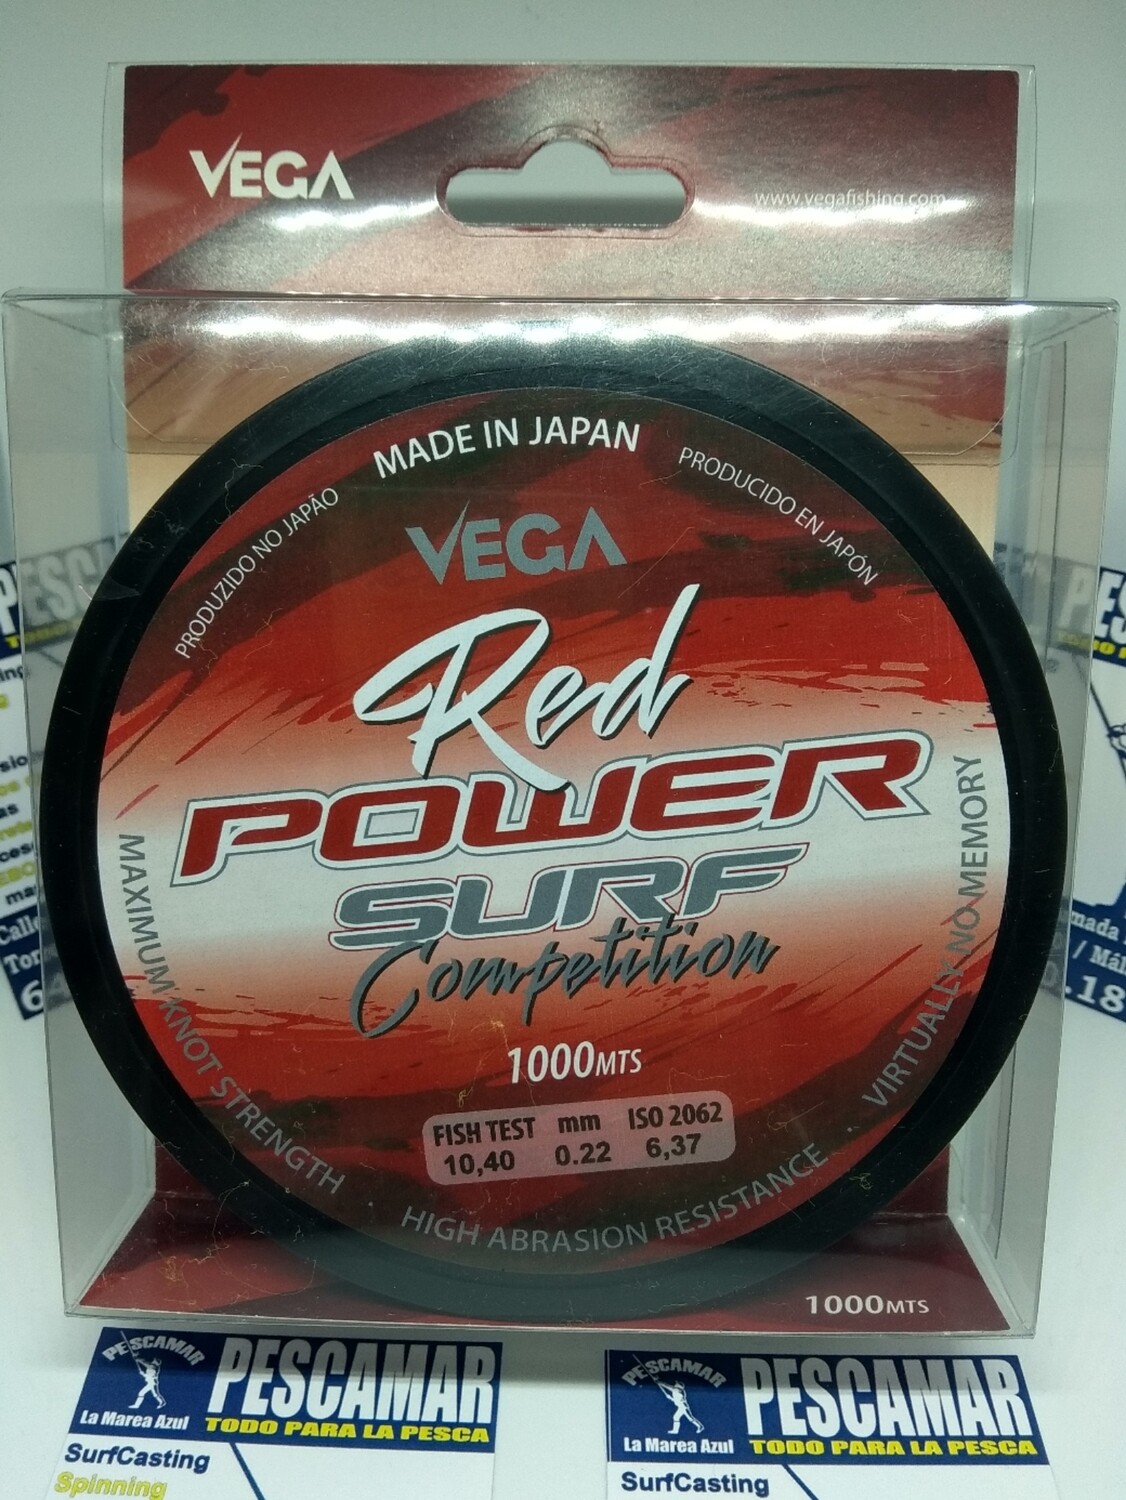 VEGA
www.vegafishing.com
MADE IN JAPAN
PRODUZIDO NO JAPÃO
PRODUCIDO EN JAPÓN
VEGA
Red
POWER
SURF
Competition
MAXIMUM KNOT STRENGTH
VIRTUALLY NO MEMORY
1000MTS
FISH TEST mm ISO 2062
10,40 0.22 6,37
HIGH ABRASION RESISTANCE
1000MTS
PESCAMAR
La Marea Azul
PESCAMAR
TODO PARA LA PESCA
SurfCasting
Spinning
PESCAMAR
La Marea Azul
PESCAMAR
TODO PARA LA PESCA
SurfCasting